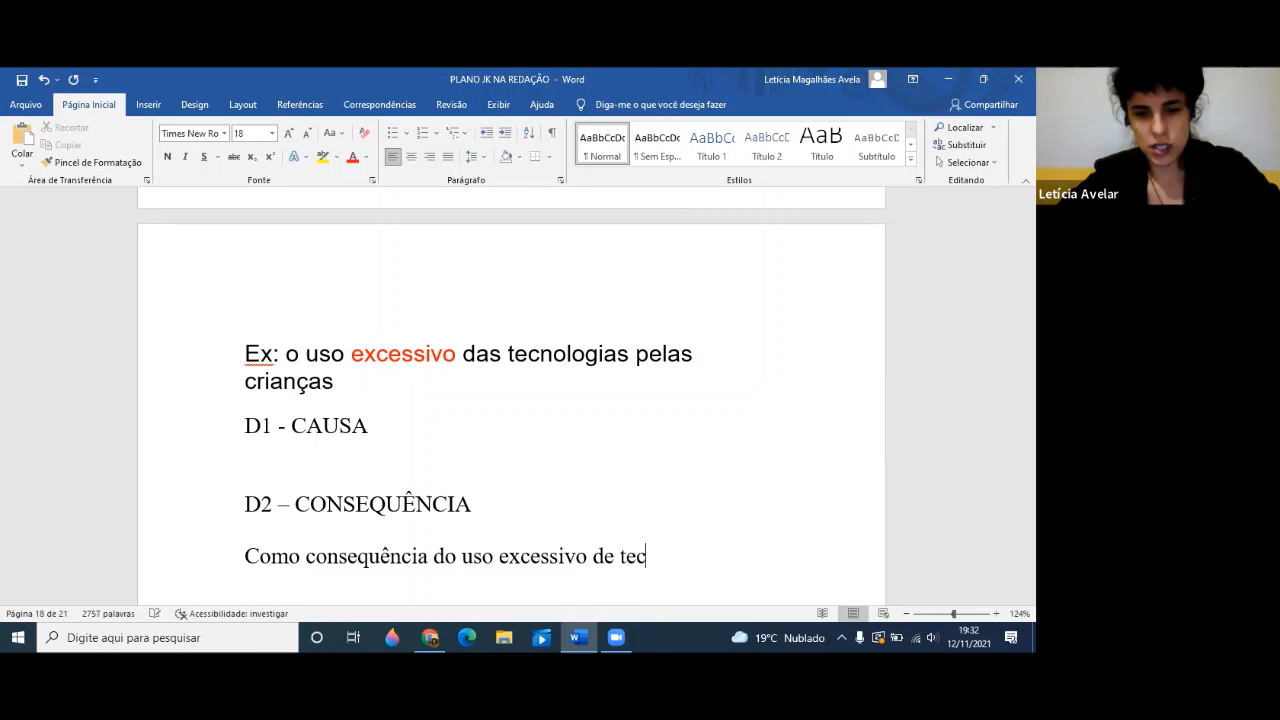 PLANO JK NA REDAÇÃO - Word
Letícia Magalhães Avela
Arquivo Página Inicial Inserir Design Layout Referências Correspondências Revisão Exibir Ajuda Diga-me o que você deseja fazer Compartilhar
Colar
Recortar
Copiar
Pincel de Formatação
Área de Transferência
Times New Ro 18
N I S abc x₂ x²
Fonte
Parágrafo
AaBbCcDc AaBbCcDc AaBbCc AaBbCcD AaB AaBbCcD
¶ Normal ¶ Sem Esp... Título 1 Título 2 Título Subtítulo
Estilos
Localizar
Substituir
Selecionar
Editando
Letícia Avelar
Ex: o uso excessivo das tecnologias pelas
crianças
D1 - CAUSA
D2 – CONSEQUÊNCIA
Como consequência do uso excessivo de tec
Página 18 de 21 2757 palavras Acessibilidade: investigar 124%
Digite aqui para pesquisar 19°C Nublado 19:32
12/11/2021